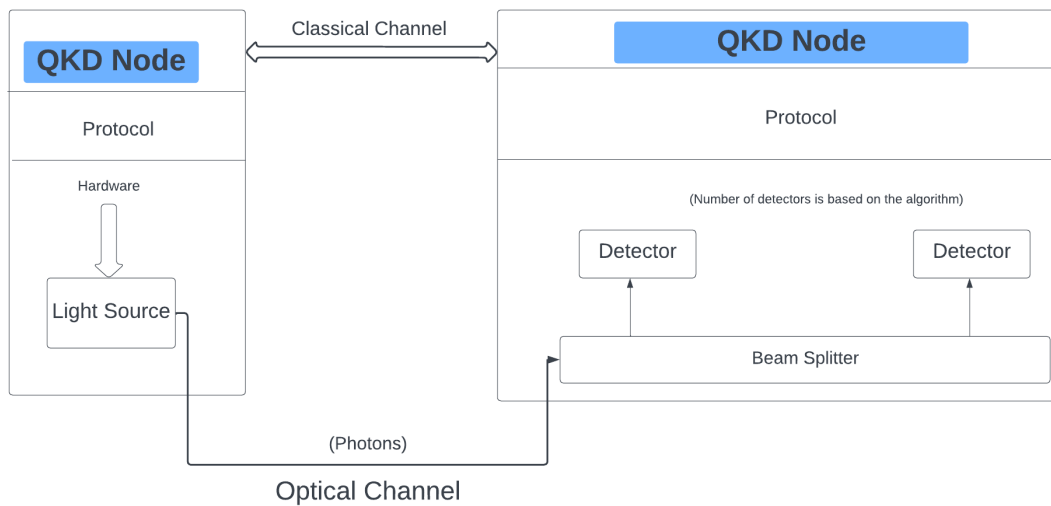 Classical Channel
QKD Node
QKD Node
Protocol
Protocol
Hardware
(Number of detectors is based on the algorithm)
Detector
Detector
Light Source
Beam Splitter
(Photons)
Optical Channel